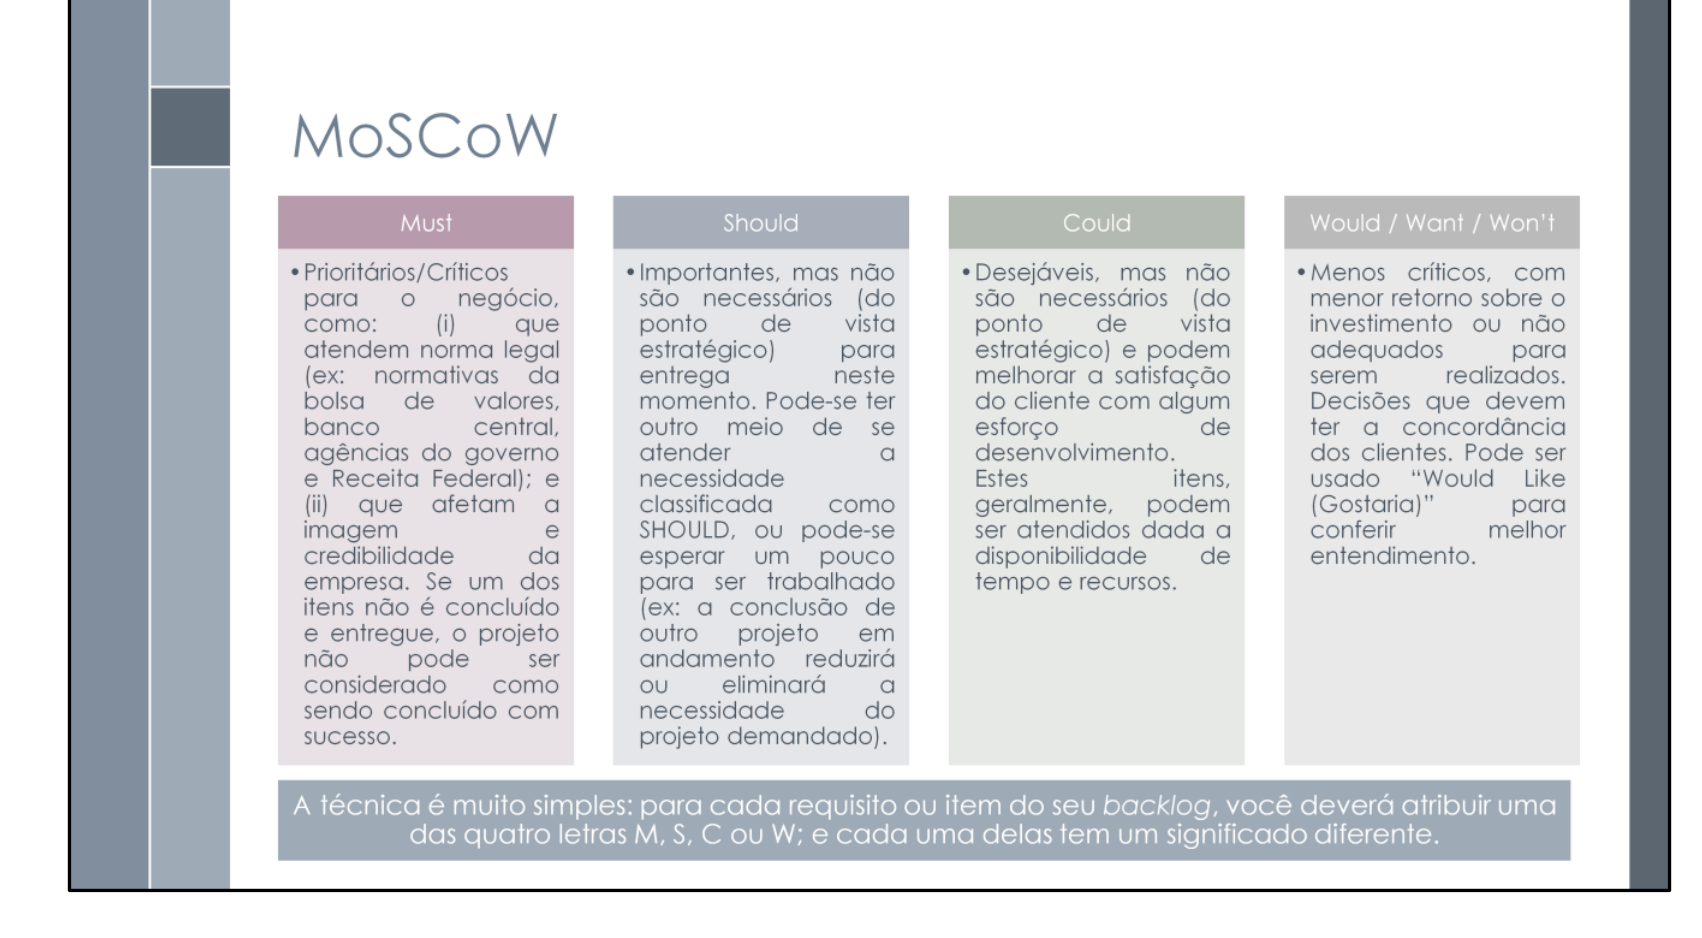 MoSCoW
Must
•Prioritários/Críticos
para o negócio,
como: (i) que
atendem norma legal
(ex: normativas da
bolsa de valores,
banco central,
agências do governo
e Receita Federal); e
(ii) que afetam a
imagem e
credibilidade da
empresa. Se um dos
itens não é concluído
e entregue, o projeto
não pode ser
considerado como
sendo concluído com
sucesso.
Should
•Importantes, mas não
são necessários (do
ponto de vista
estratégico) para
entrega neste
momento. Pode-se ter
outro meio de se
atender a
necessidade
classificada como
SHOULD, ou pode-se
esperar um pouco
para ser trabalhado
(ex: a conclusão de
outro projeto em
andamento reduzirá
ou eliminará a
necessidade do
projeto demandado).
Could
•Desejáveis, mas não
são necessários (do
ponto de vista
estratégico) e podem
melhorar a satisfação
do cliente com algum
esforço de
desenvolvimento.
Estes itens,
geralmente, podem
ser atendidos dada a
disponibilidade de
tempo e recursos.
Would / Want / Won't
•Menos críticos, com
menor retorno sobre o
investimento ou não
adequados para
serem realizados.
Decisões que devem
ter a concordância
dos clientes. Pode ser
usado “Would Like
(Gostaria)” para
conferir melhor
entendimento.
A técnica é muito simples: para cada requisito ou item do seu backlog, você deverá atribuir uma
das quatro letras M, S, C ou W; e cada uma delas tem um significado diferente.